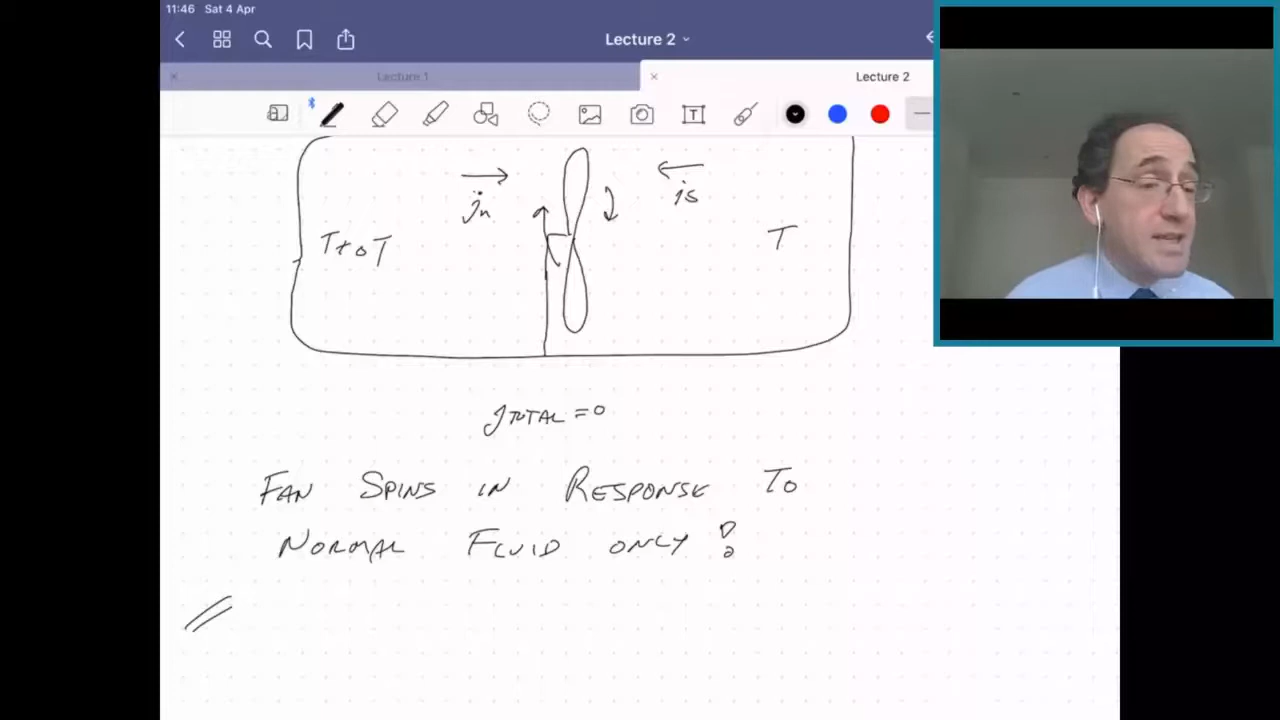 11:46 Sat 4 Apr
Lecture 2
Lecture 1
Lecture 2
T
jn
js
T+ΔT
T
jTOTAL=0
FAN SPINS IN RESPONSE TO
NORMAL FLUID ONLY!